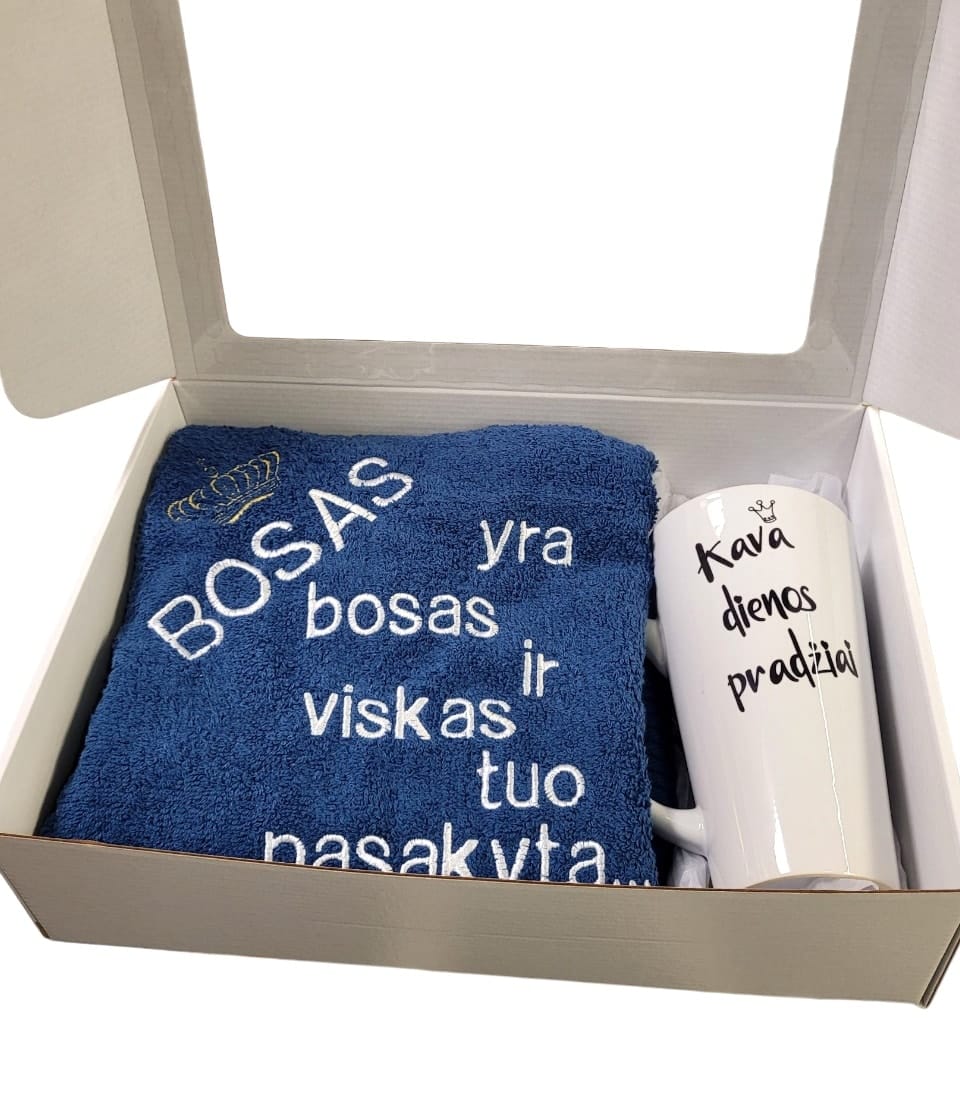 BOSAS
yra
bosas
ir
viskas
tuo
pasakyta...
Kava
dienos
pradžiai